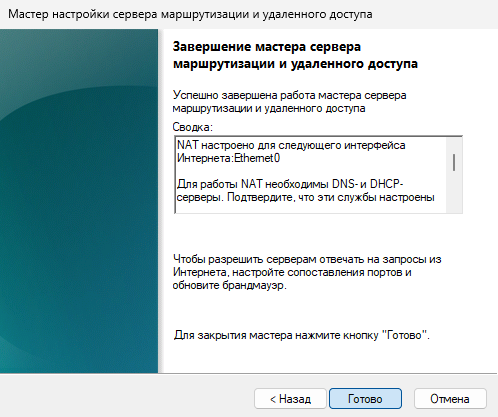 Мастер настройки сервера маршрутизации и удаленного доступа
Завершение мастера сервера
маршрутизации и удаленного доступа
Успешно завершена работа мастера сервера
маршрутизации и удаленного доступа
Сводка:
NAT настроено для следующего интерфейса
Интернета:Ethernet0
Для работы NAT необходимы DNS- и DHCP-
серверы. Подтвердите, что эти службы настроены
Чтобы разрешить серверам отвечать на запросы из
Интернета, настройте сопоставления портов и
обновите брандмауэр.
Для закрытия мастера нажмите кнопку "Готово".
< Назад
Готово
Отмена